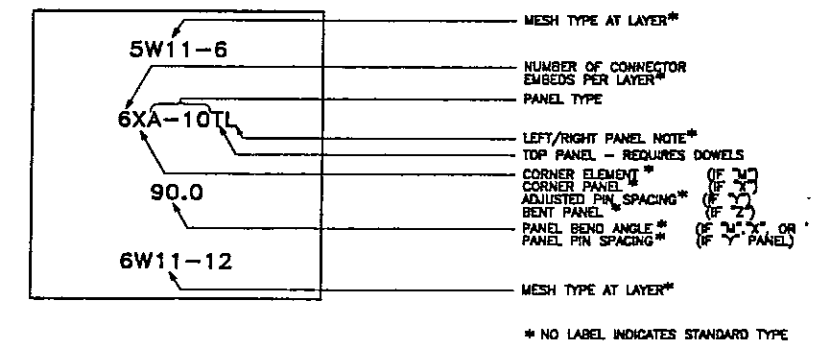 MESH TYPE AT LAYER*
5W11-6
NUMBER OF CONNECTOR
EMBEDS PER LAYER*
PANEL TYPE
6XA-10TL
LEFT/RIGHT PANEL NOTE*
TOP PANEL - REQUIRES DOWELS
CORNER ELEMENT * (IF "M")
CORNER PANEL * (IF "X")
ADJUSTED PIN SPACING* (IF "Y")
BENT PANEL * (IF "Z")
90.0
PANEL BEND ANGLE * (IF "M","X", OR
PANEL PIN SPACING* (IF "Y" PANEL)
6W11-12
MESH TYPE AT LAYER*
* NO LABEL INDICATES STANDARD TYPE